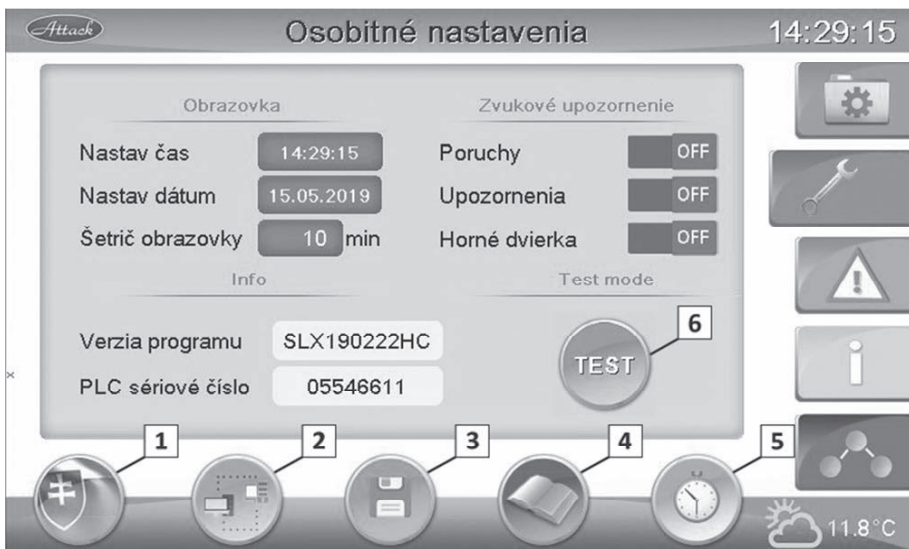 Attack
Osobitné nastavenia
14:29:15
Obrazovka
Nastav čas 14:29:15
Nastav dátum 15.05.2019
Šetrič obrazovky 10 min
Zvukové upozornenie
Poruchy OFF
Upozornenia OFF
Horné dvierka OFF
Info
Verzia programu SLX190222HC
PLC sériové číslo 05546611
Test mode
TEST
6
1
2
3
4
5
11.8°C